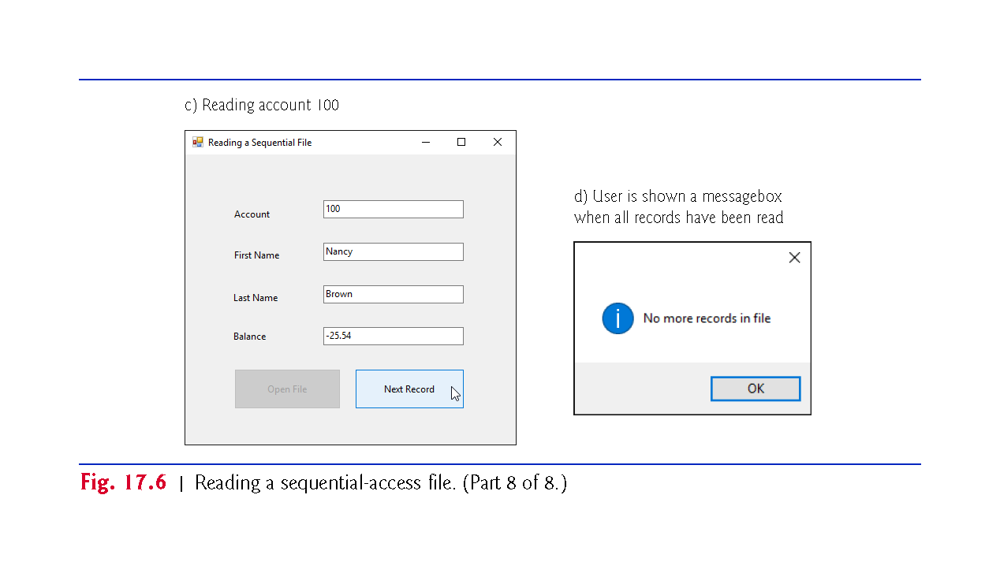 c) Reading account 100
Reading a Sequential File
Account
100
First Name
Nancy
Last Name
Brown
Balance
-25.54
Open File
Next Record
d) User is shown a messagebox
when all records have been read
No more records in file
OK
Fig. 17.6 | Reading a sequential-access file. (Part 8 of 8.)